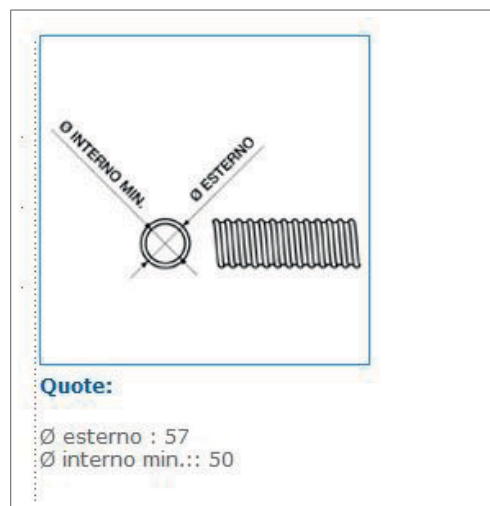 Ø INTERNO MIN.
Ø ESTERNO
Quote:
Ø esterno : 57
Ø interno min.:: 50